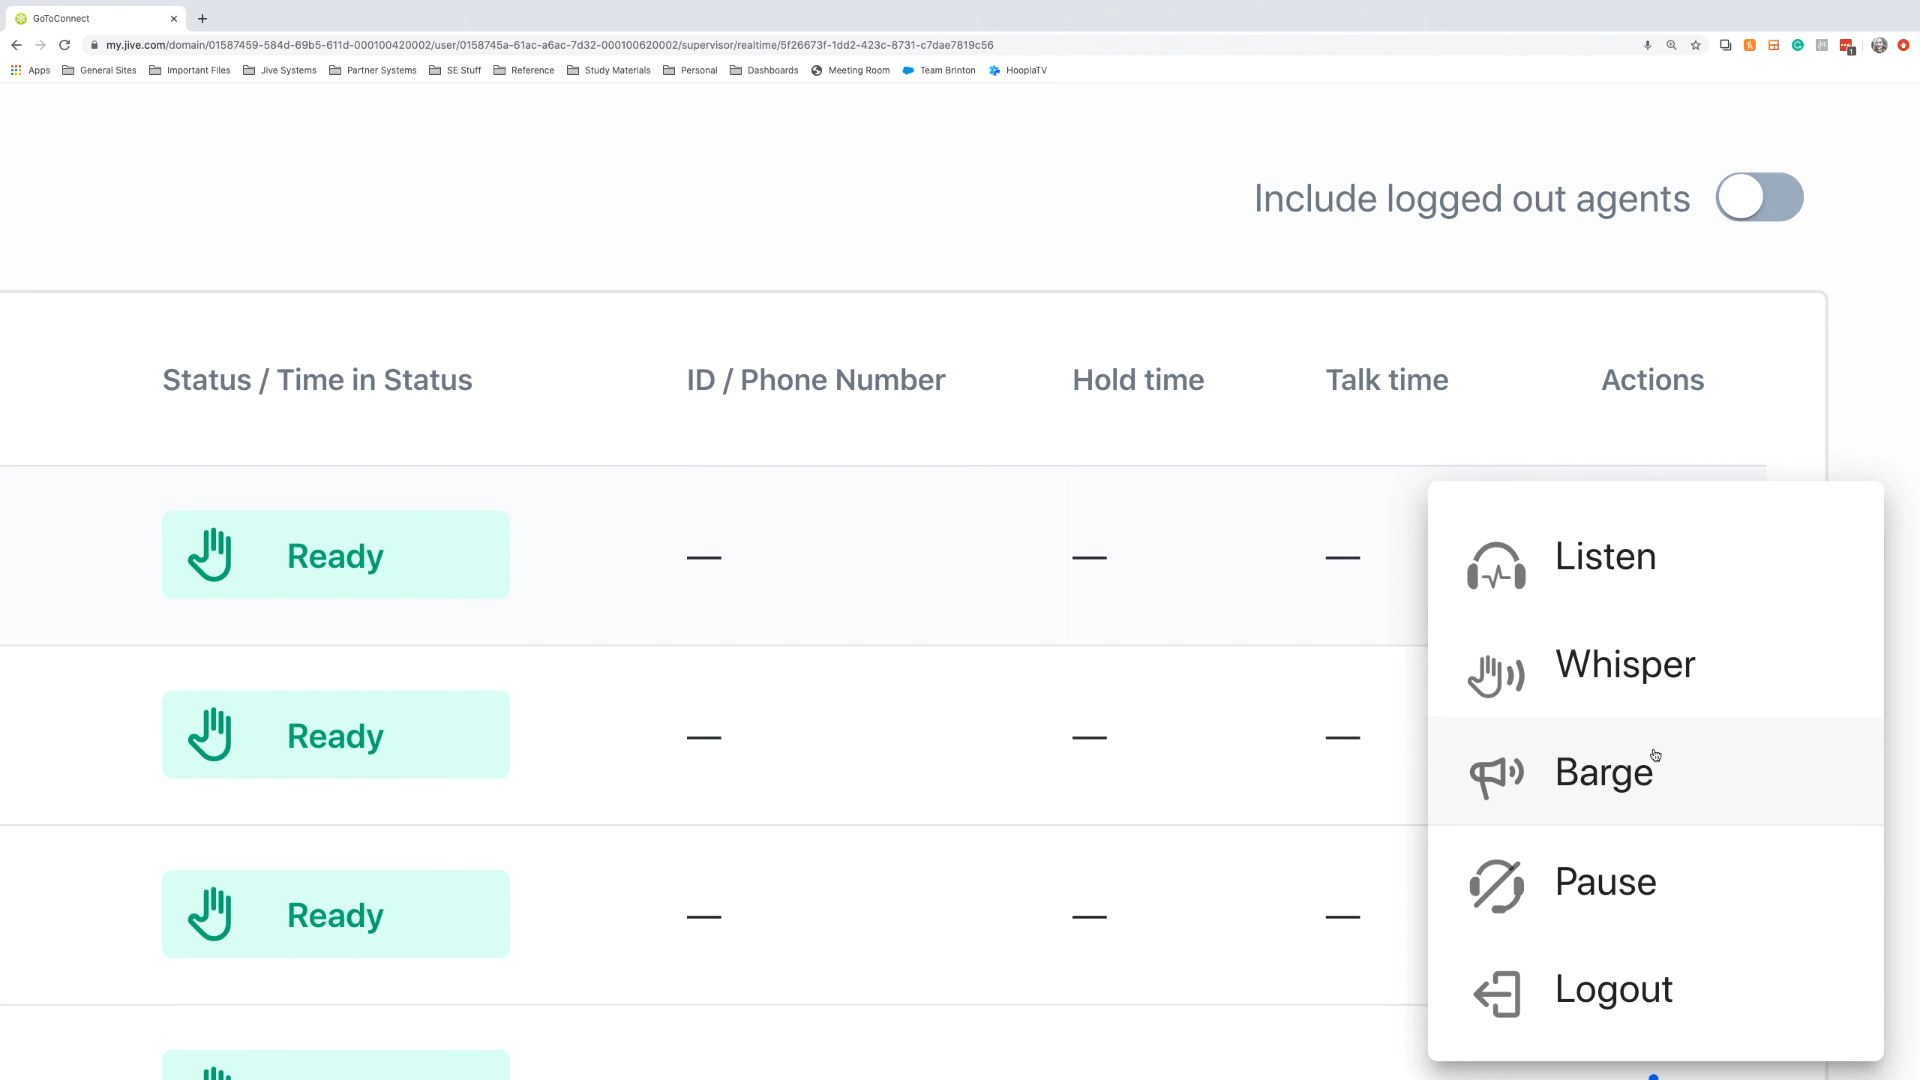 GoToConnect
my.jive.com/domain/01587459-584d-69b5-611d-000100420002/user/0158745a-61ac-a6ac-7d32-000100620002/supervisor/realtime/5f26673f-1dd2-423c-8731-c7dae7819c56
Apps General Sites Important Files Jive Systems Partner Systems SE Stuff Reference Study Materials Personal Dashboards Meeting Room Team Brinton HooplaTV
Include logged out agents
Status / Time in Status ID / Phone Number Hold time Talk time Actions
Ready — — — Listen
Whisper
Ready — — — Barge
Pause
Ready — — —
Logout